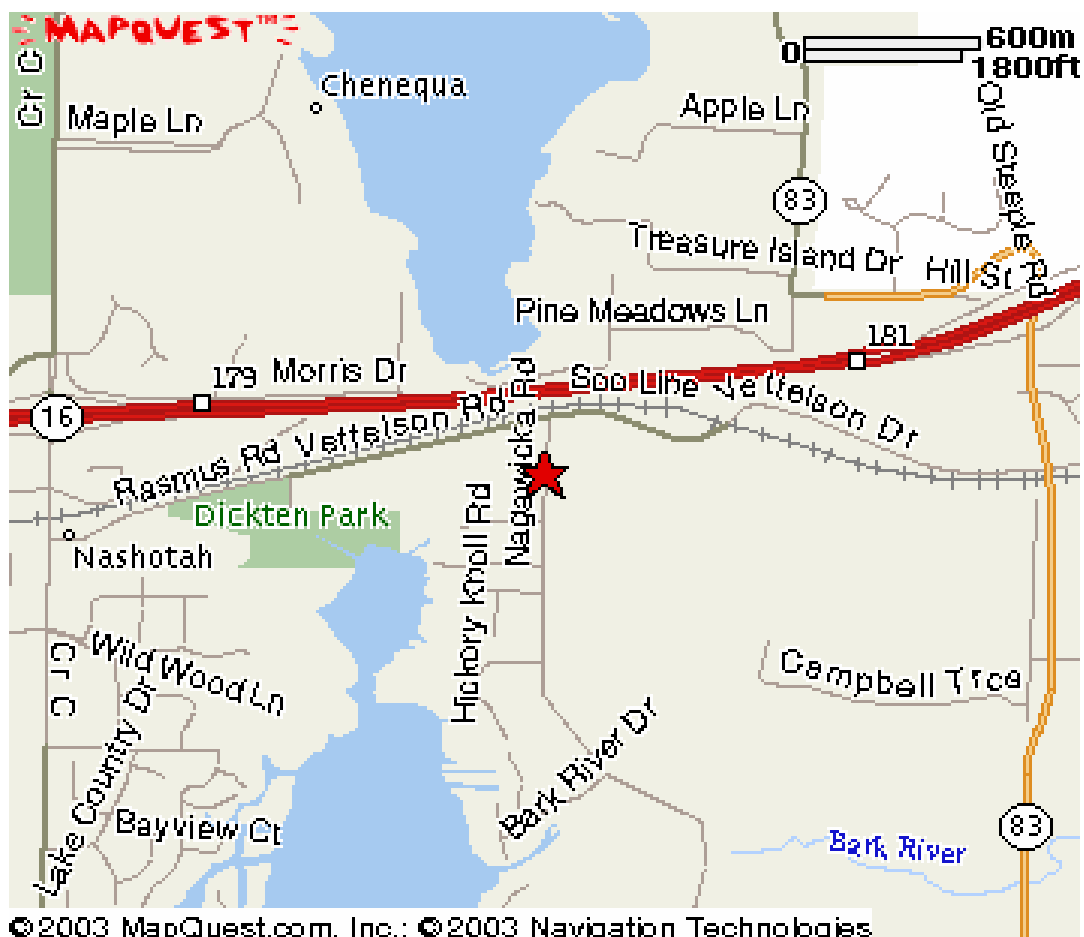 MAPQUEST™
0 600m
1800ft
Cr C
Chenequa
Maple Ln
Apple Ln
Old Steeple Rd
83
Treasure Island Dr
Hill St
Pine Meadows Ln
181
179
Morris Dr
Soo Line
Vettelson Dr
16
Rasmus Rd
Vettelson Rd
Nagawicka Rd
Dickten Park
Hickory Knoll Rd
Nashotah
Cr C
Wild Wood Ln
Campbell Trce
Lake Country Dr
Bark River Dr
Bayview Ct
83
Bark River
©2003 MapQuest.com, Inc.; ©2003 Navigation Technologies